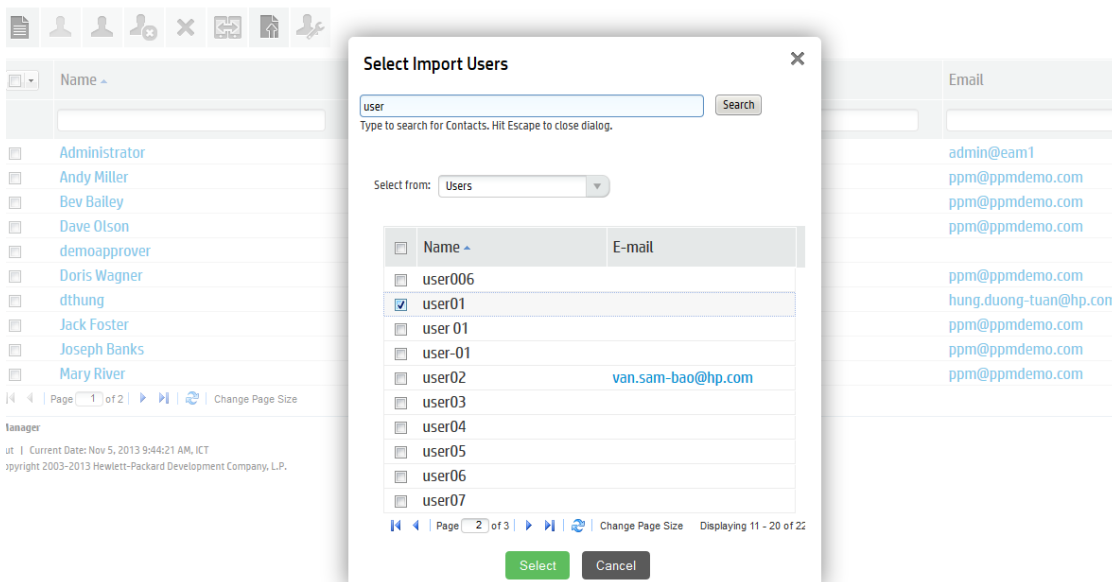 Select Import Users
user
Search
Type to search for Contacts. Hit Escape to close dialog.
Select from: Users
Name E-mail
user006
user01
user 01
user-01
user02 van.sam-bao@hp.com
user03
user04
user05
user06
user07
Page 2 of 3 Change Page Size Displaying 11 - 20 of 22
Select Cancel
Name Email
Administrator admin@eam1
Andy Miller ppm@ppmdemo.com
Bev Bailey ppm@ppmdemo.com
Dave Olson ppm@ppmdemo.com
demoapprover
Doris Wagner ppm@ppmdemo.com
dthung hung.duong-tuan@hp.com
Jack Foster ppm@ppmdemo.com
Joseph Banks ppm@ppmdemo.com
Mary River ppm@ppmdemo.com
Page 1 of 2 Change Page Size
Manager
ut | Current Date: Nov 5, 2013 9:44:21 AM, ICT
opyright 2003-2013 Hewlett-Packard Development Company, L.P.